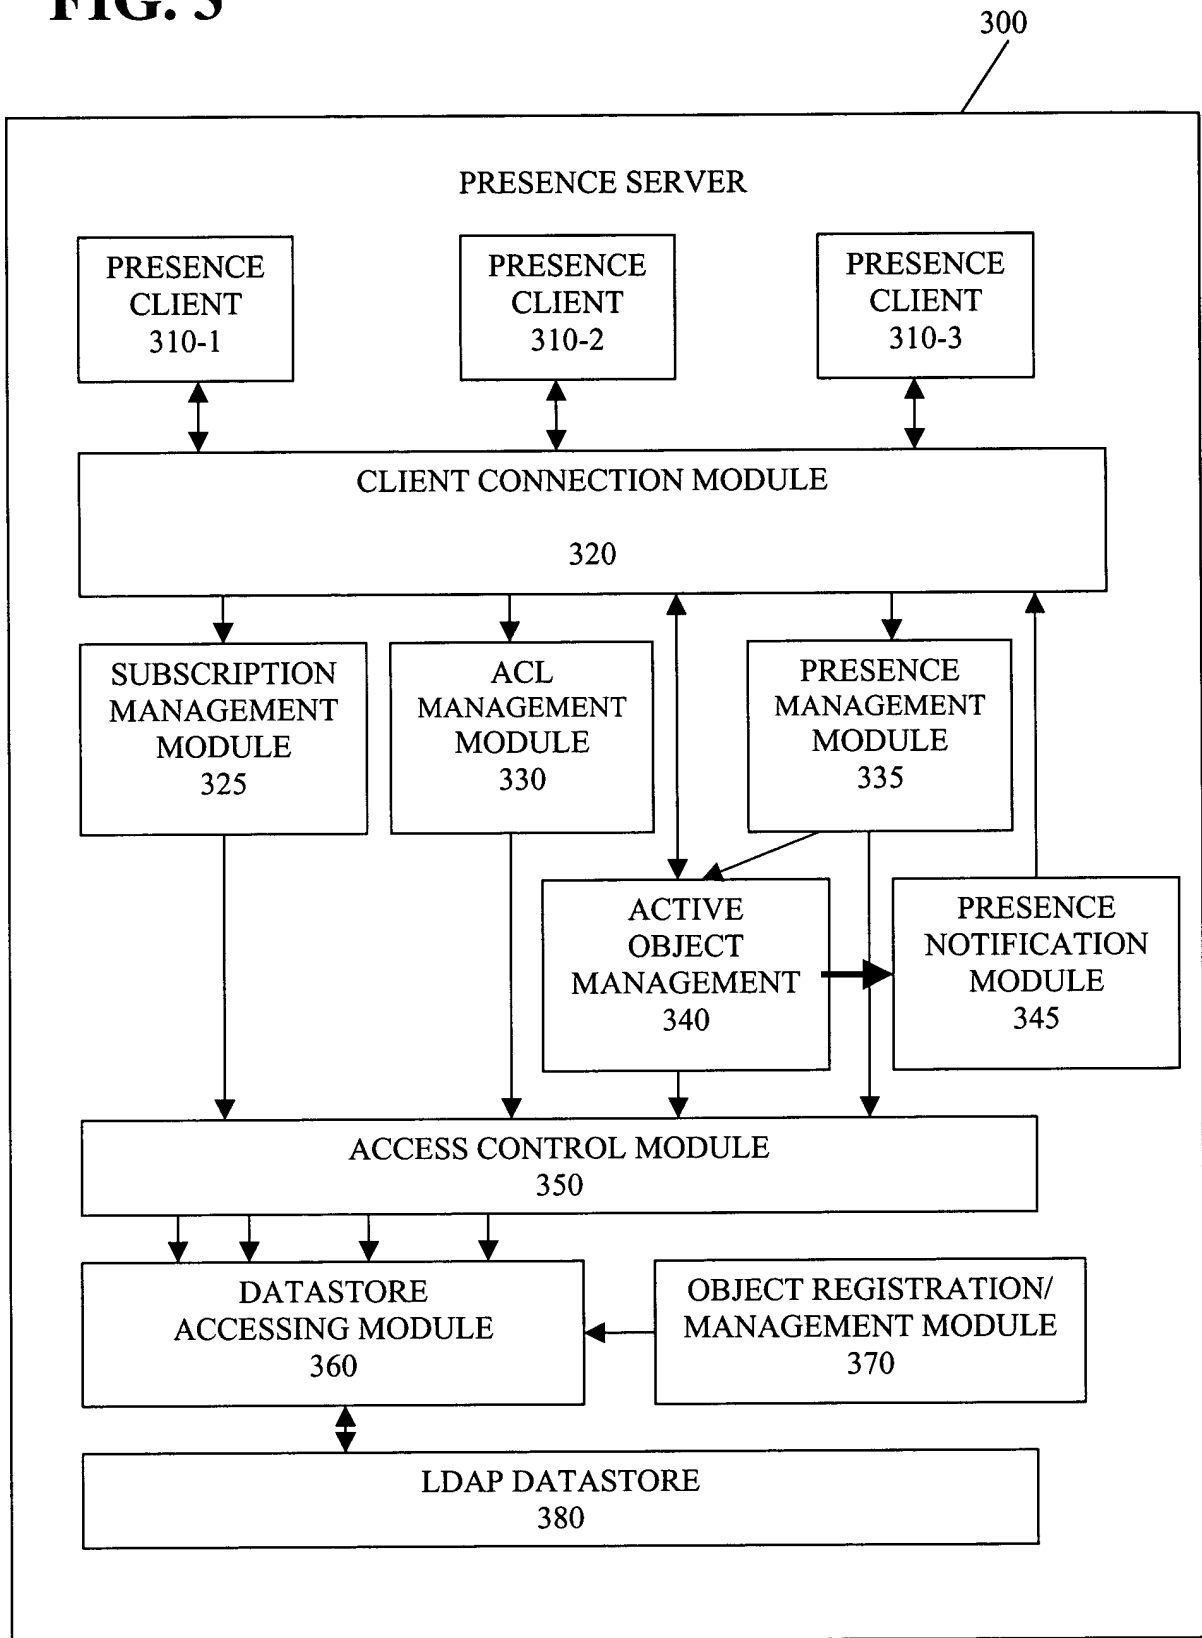 FIG. 3
300
PRESENCE SERVER
PRESENCE
CLIENT
310-1
PRESENCE
CLIENT
310-2
PRESENCE
CLIENT
310-3
CLIENT CONNECTION MODULE
320
SUBSCRIPTION
MANAGEMENT
MODULE
325
ACL
MANAGEMENT
MODULE
330
PRESENCE
MANAGEMENT
MODULE
335
ACTIVE
OBJECT
MANAGEMENT
340
PRESENCE
NOTIFICATION
MODULE
345
ACCESS CONTROL MODULE
350
DATASTORE
ACCESSING MODULE
360
OBJECT REGISTRATION/
MANAGEMENT MODULE
370
LDAP DATASTORE
380